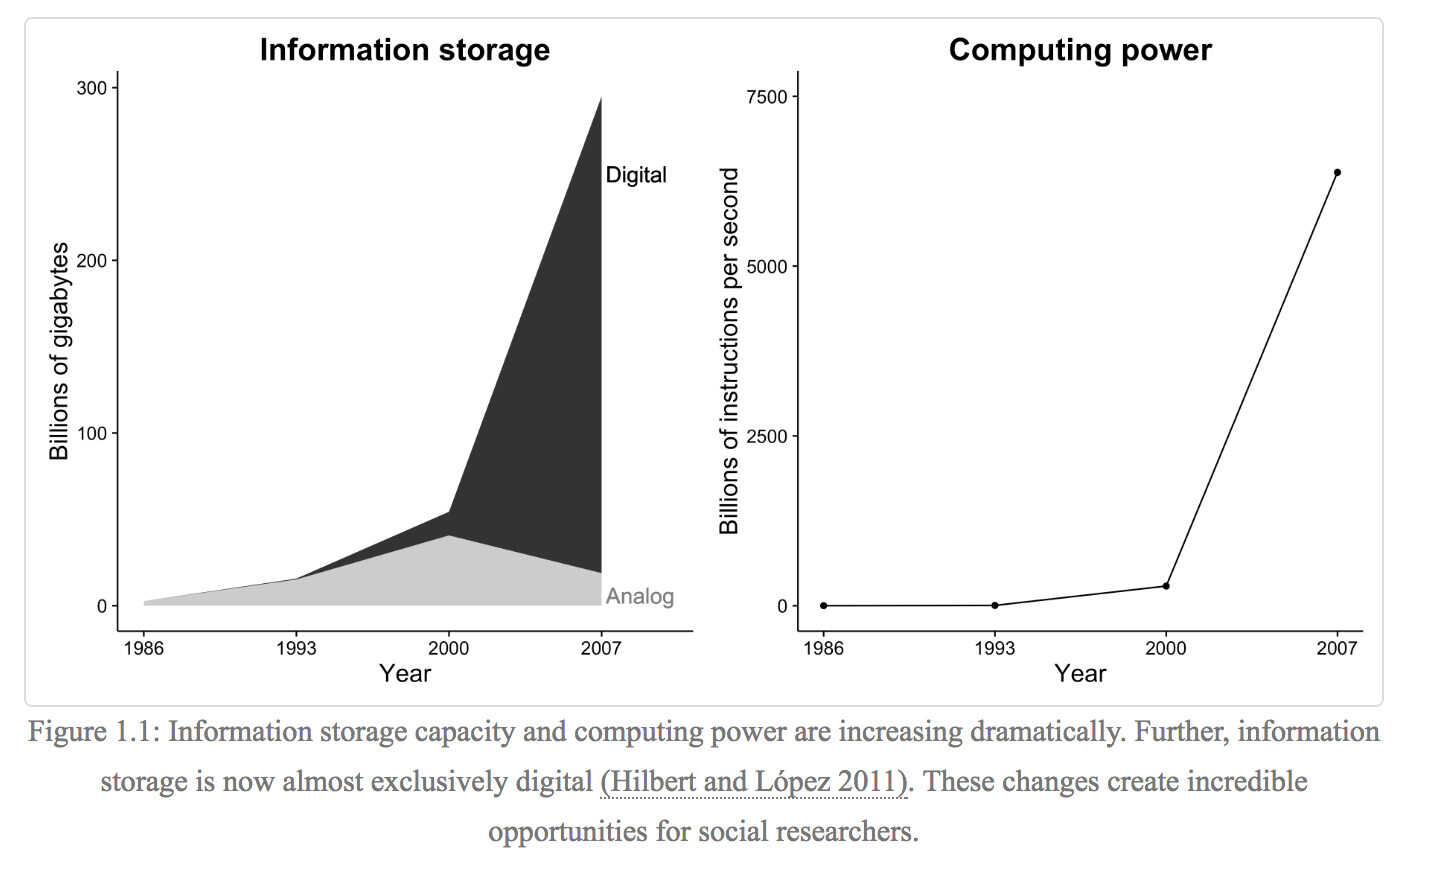 Information storage
300
200
100
0
Billions of gigabytes
Digital
Analog
1986 1993 2000 2007
Year
Computing power
7500
5000
2500
0
Billions of instructions per second
1986 1993 2000 2007
Year
Figure 1.1: Information storage capacity and computing power are increasing dramatically. Further, information
storage is now almost exclusively digital (Hilbert and López 2011). These changes create incredible
opportunities for social researchers.